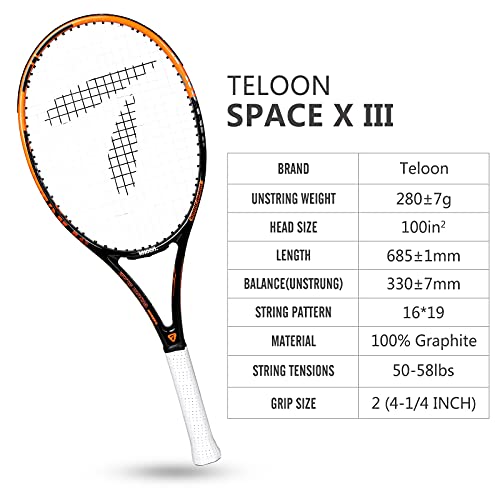 TELOON
SPACE X III
BRAND Teloon
UNSTRING WEIGHT 280±7g
HEAD SIZE 100in²
LENGTH 685±1mm
BALANCE(UNSTRUNG) 330±7mm
STRING PATTERN 16*19
MATERIAL 100% Graphite
STRING TENSIONS 50-58lbs
GRIP SIZE 2 (4-1/4 INCH)
teloon.